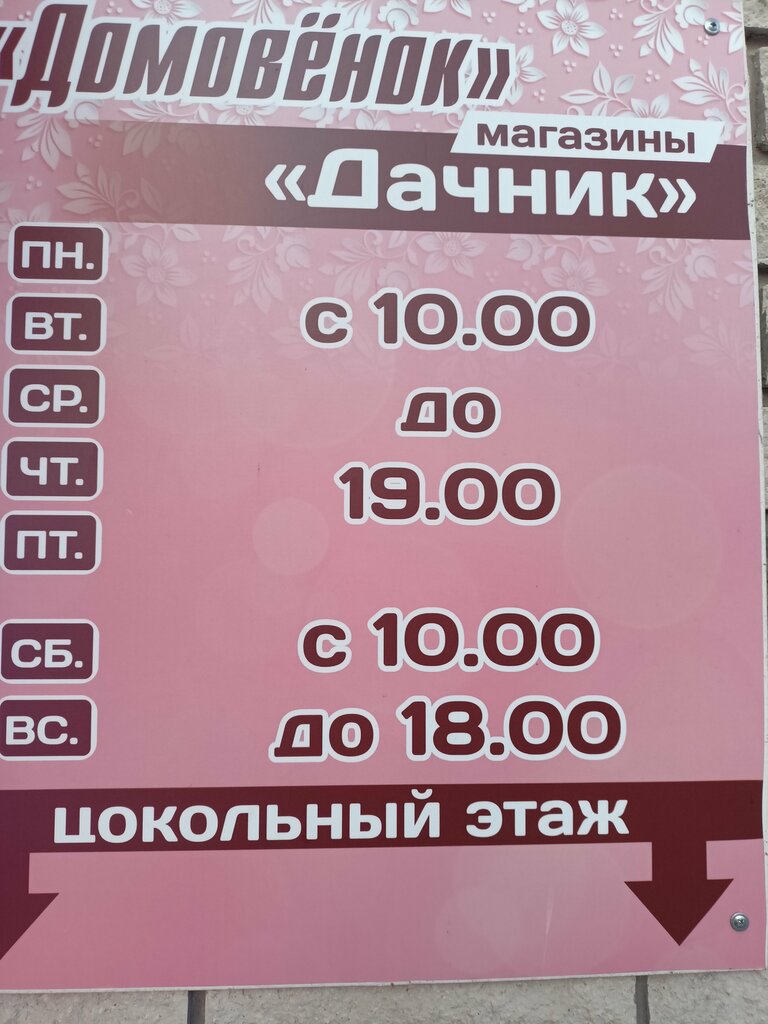 «Домовёнок»
магазины
«Дачник»
ПН.
ВТ.
СР.
ЧТ.
ПТ.
с 10.00
до
19.00
СБ.
ВС.
с 10.00
до 18.00
цокольный этаж